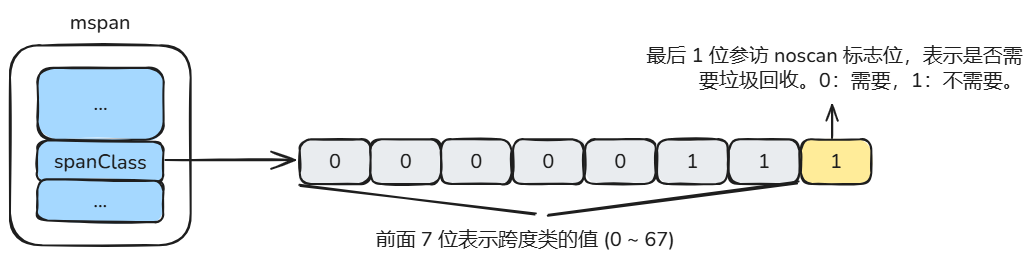 mspan
...
spanClass
...
0 0 0 0 0 1 1 1
最后 1 位参访 noscan 标志位，表示是否需
要垃圾回收。0：需要，1：不需要。
前面 7 位表示跨度类的值 (0 ~ 67)